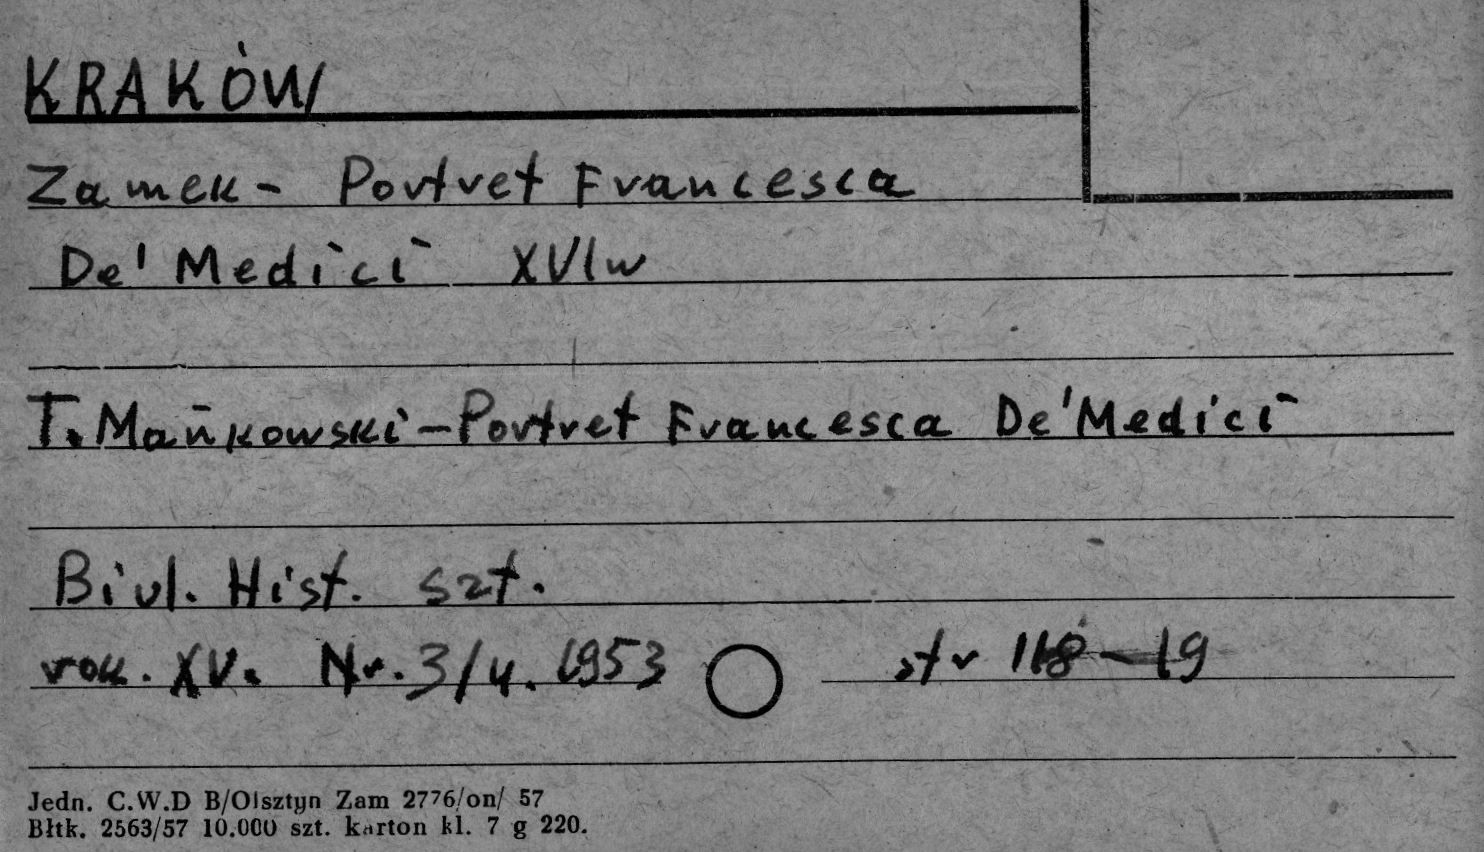 KRAKÓW
Zamek - Portret Francesca
De' Medici XVI w
T. Mańkowski - Portret Francesca De' Medici
Biul. Hist. szt.
rok. XV. Nr. 3/4. 1953 str 118-19
Jedn. C.W.D B/Olsztyn Zam 2776/on/ 57
Błtk. 2563/57 10.000 szt. karton kl. 7 g 220.